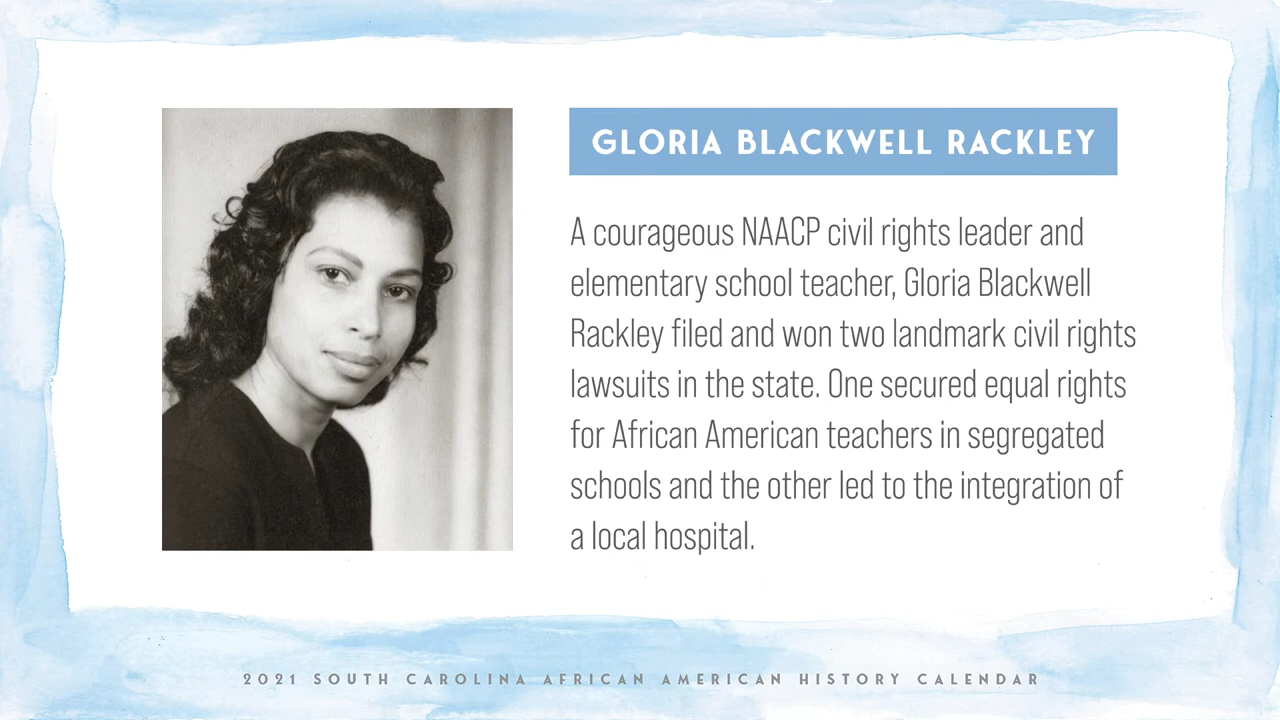 GLORIA BLACKWELL RACKLEY
A courageous NAACP civil rights leader and
elementary school teacher, Gloria Blackwell
Rackley filed and won two landmark civil rights
lawsuits in the state. One secured equal rights
for African American teachers in segregated
schools and the other led to the integration of
a local hospital.
2021 SOUTH CAROLINA AFRICAN AMERICAN HISTORY CALENDAR